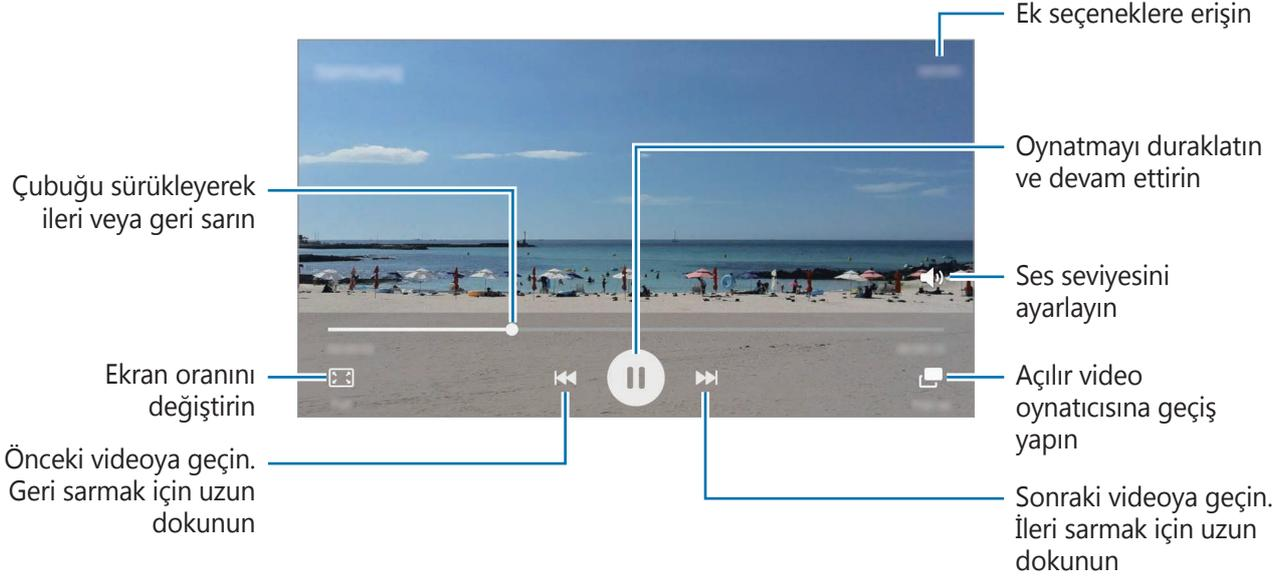 Ek seçeneklere erişin
Oynatmayı duraklatın
ve devam ettirin
Çubuğu sürükleyerek
ileri veya geri sarın
Ses seviyesini
ayarlayın
Ekran oranını
değiştirin
Açılır video
oynatıcısına geçiş
yapın
Önceki videoya geçin.
Geri sarmak için uzun
dokunun
Sonraki videoya geçin.
İleri sarmak için uzun
dokunun